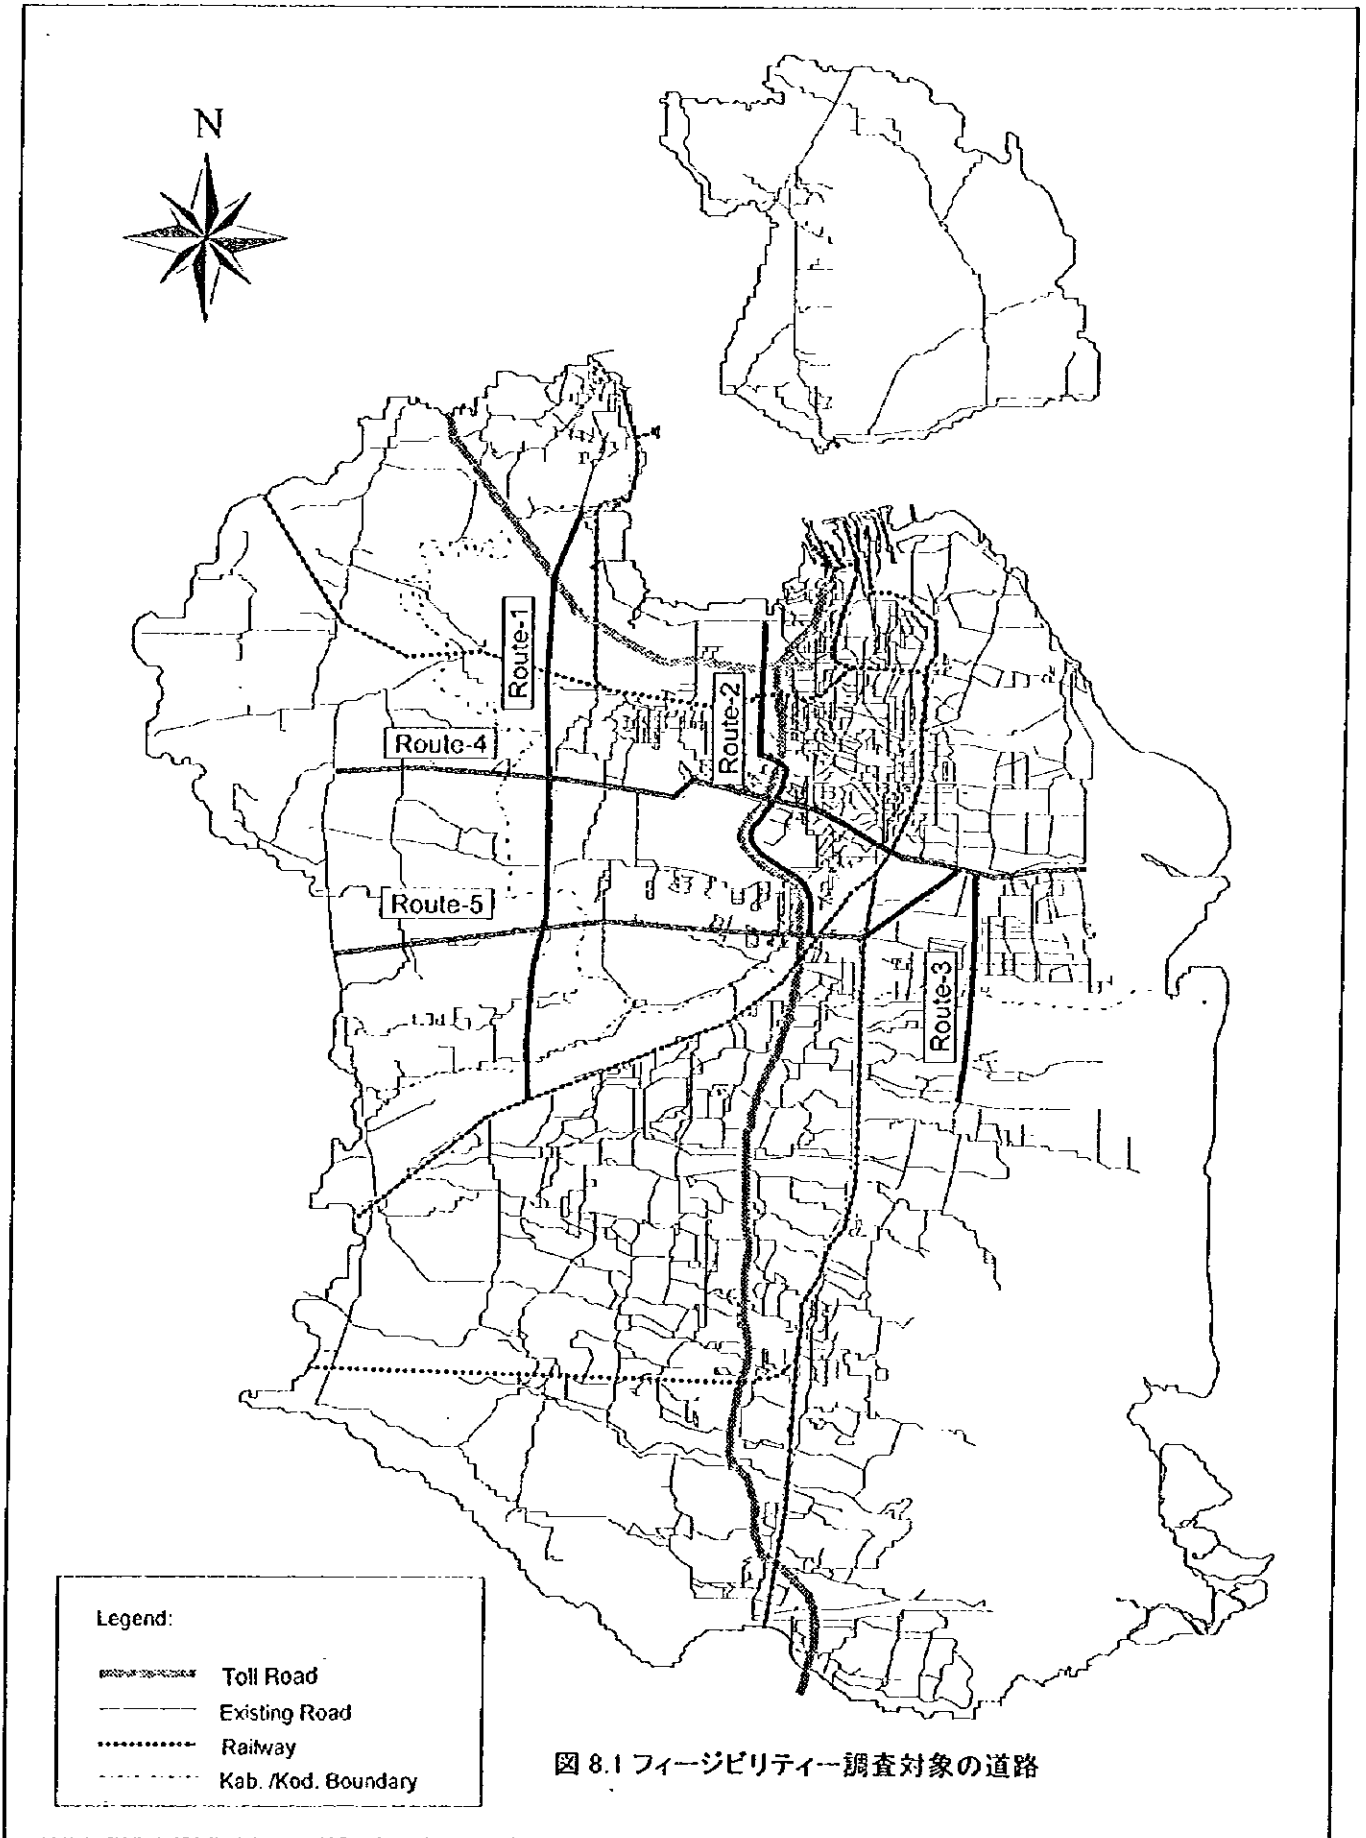 N
Route-1
Route-2
Route-4
Route-5
Route-3
Legend:
Toll Road
Existing Road
Railway
Kab. /Kod. Boundary
図 8.1 フィージビリティー調査対象の道路